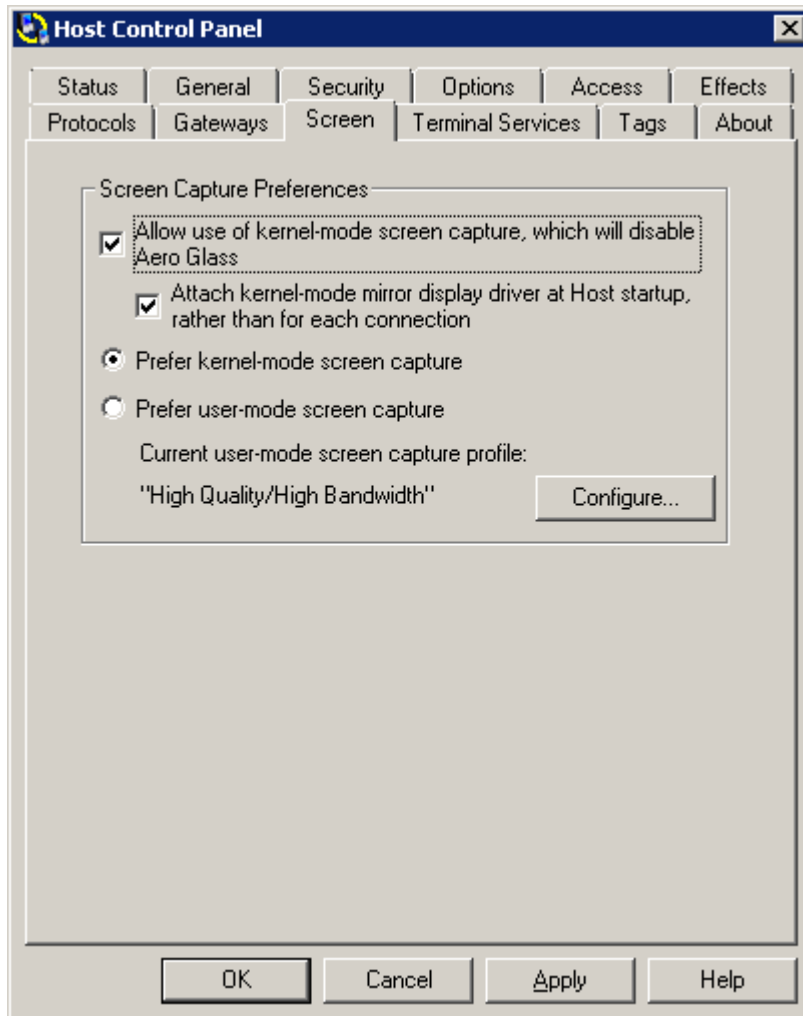 Host Control Panel
Status General Security Options Access Effects
Protocols Gateways Screen Terminal Services Tags About
Screen Capture Preferences
Allow use of kernel-mode screen capture, which will disable
Aero Glass
Attach kernel-mode mirror display driver at Host startup,
rather than for each connection
Prefer kernel-mode screen capture
Prefer user-mode screen capture
Current user-mode screen capture profile:
"High Quality/High Bandwidth" Configure...
OK Cancel Apply Help